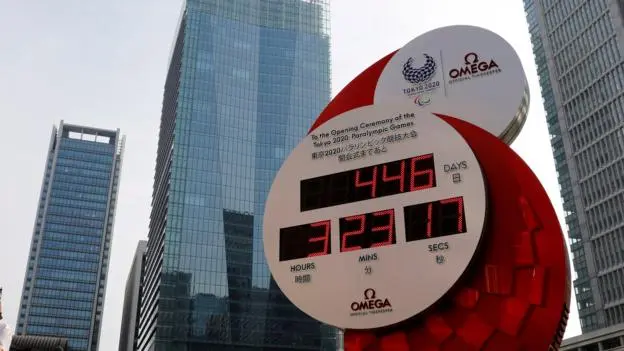 TOKYO 2020
PARALYMPIC GAMES
Ω
OMEGA
OFFICIAL TIMEKEEPER
To the Opening Ceremony of the
Tokyo 2020 Paralympic Games
東京2020パラリンピック競技大会
開会式まであと
446 DAYS
日
3 23 17
HOURS MINS SECS
時間 分 秒
Ω
OMEGA